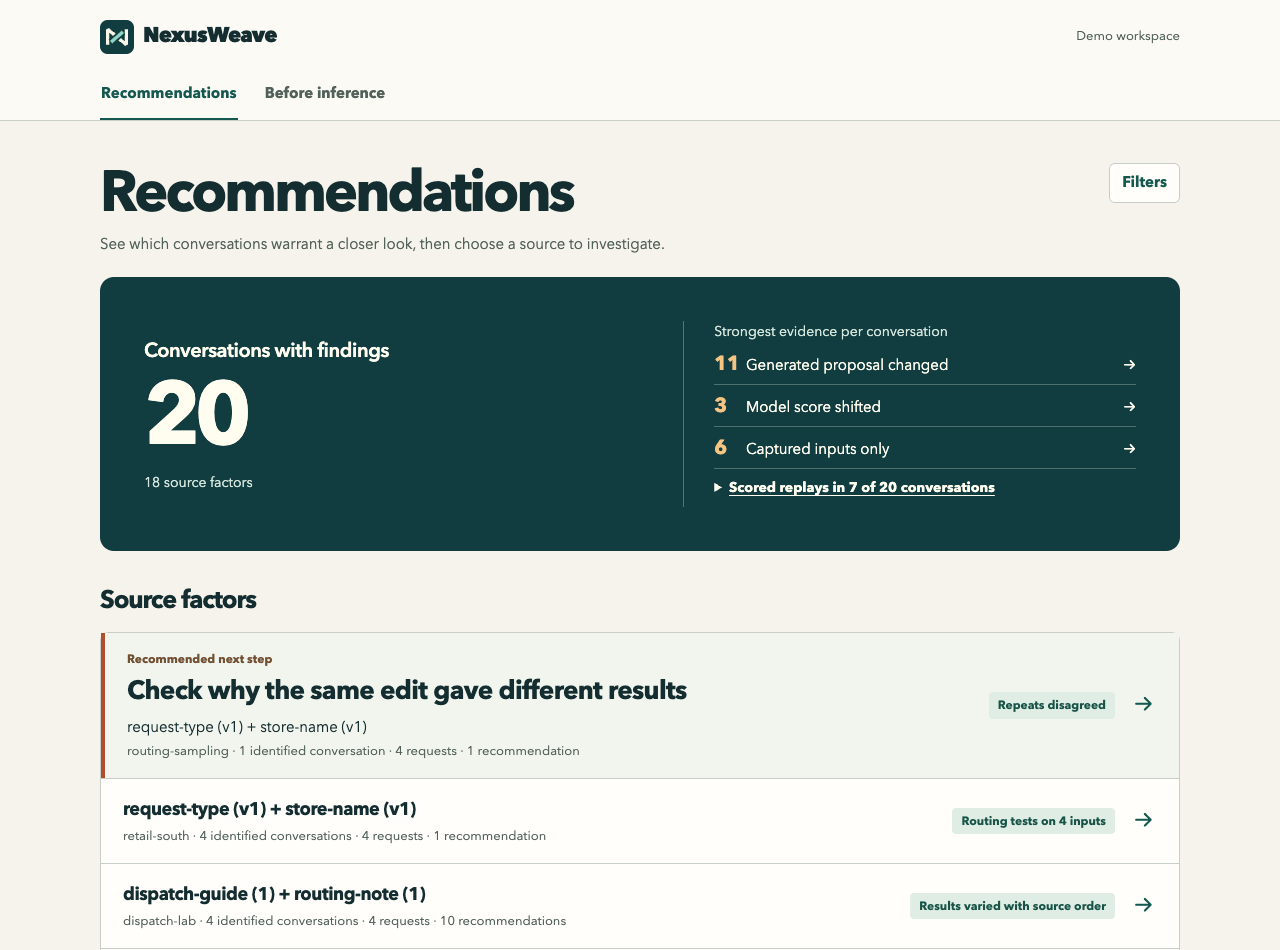 NexusWeave
Demo workspace
Recommendations
Before inference
Recommendations
Filters
See which conversations warrant a closer look, then choose a source to investigate.
Conversations with findings
20
18 source factors
Strongest evidence per conversation
11 Generated proposal changed →
3 Model score shifted →
6 Captured inputs only →
▶ Scored replays in 7 of 20 conversations
Source factors
Recommended next step
Check why the same edit gave different results
request-type (v1) + store-name (v1)
routing-sampling · 1 identified conversation · 4 requests · 1 recommendation
Repeats disagreed →
request-type (v1) + store-name (v1)
retail-south · 4 identified conversations · 4 requests · 1 recommendation
Routing tests on 4 inputs →
dispatch-guide (1) + routing-note (1)
dispatch-lab · 4 identified conversations · 4 requests · 10 recommendations
Results varied with source order →